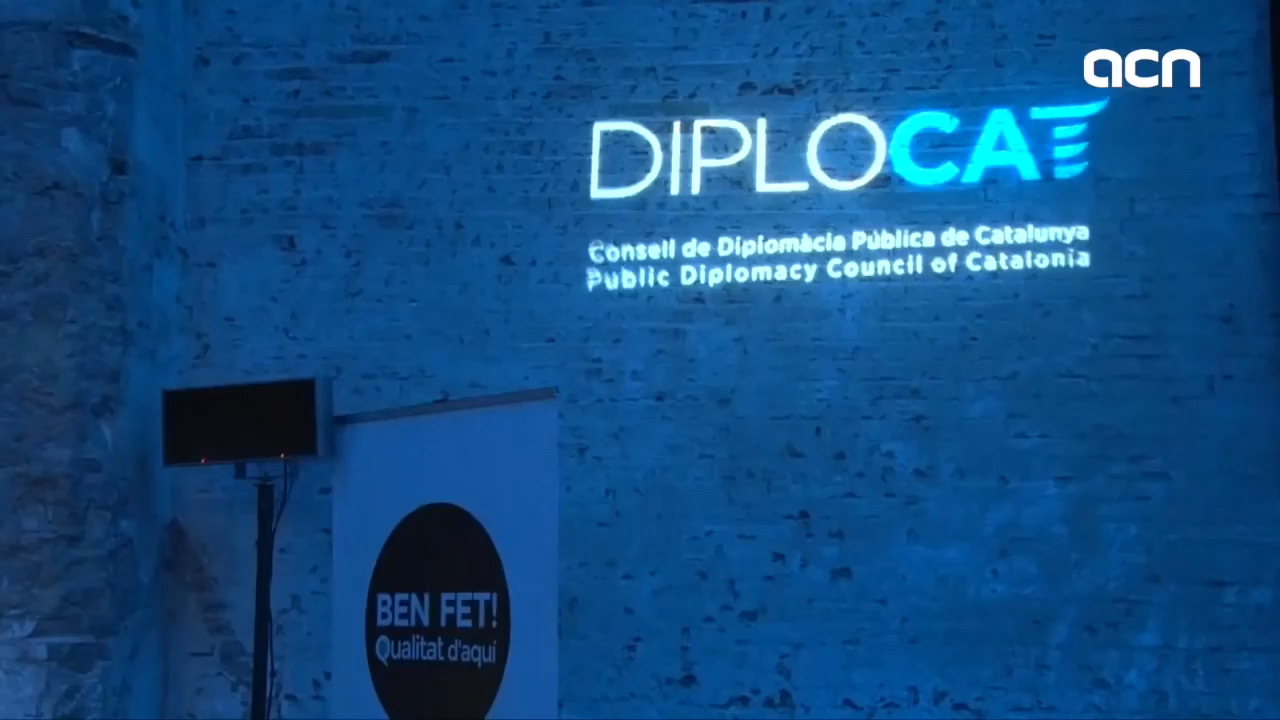 acn
DIPLOCAT
Consell de Diplomàcia Pública de Catalunya
Public Diplomacy Council of Catalonia
BEN FET!
Qualitat d'aquí